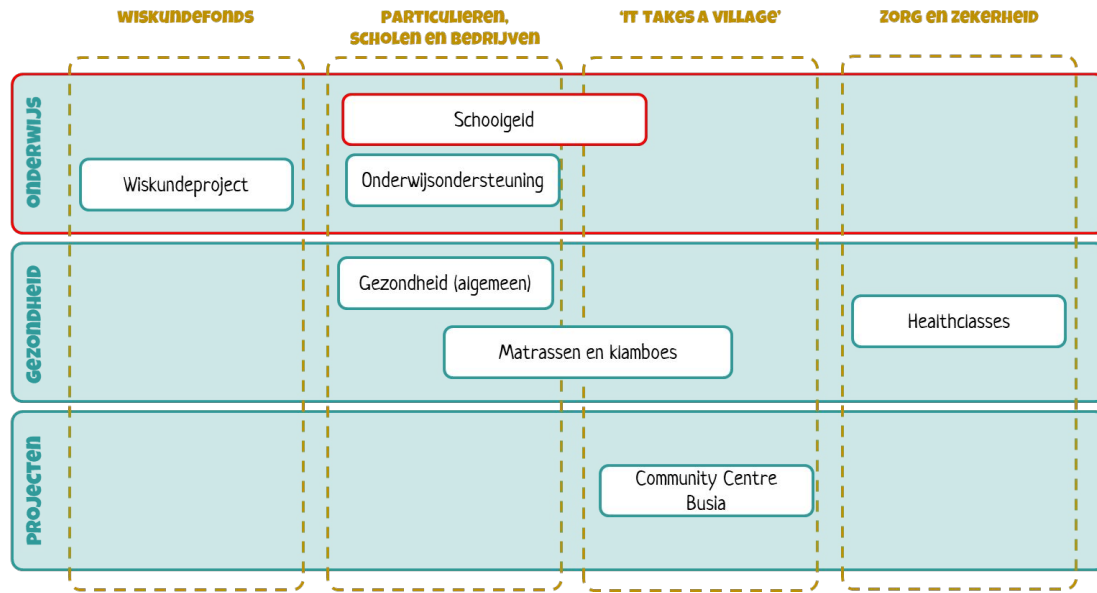 WISKUNDEFONDS
PARTICULIEREN,
SCHOLEN EN BEDRIJVEN
'IT TAKES A VILLAGE'
ZORG EN ZEKERHEID
ONDERWIJS
Schoolgeld
Wiskundeproject
Onderwijsondersteuning
GEZONDHEID
Gezondheid (algemeen)
Healthclasses
Matrassen en klamboes
PROJECTEN
Community Centre
Busia